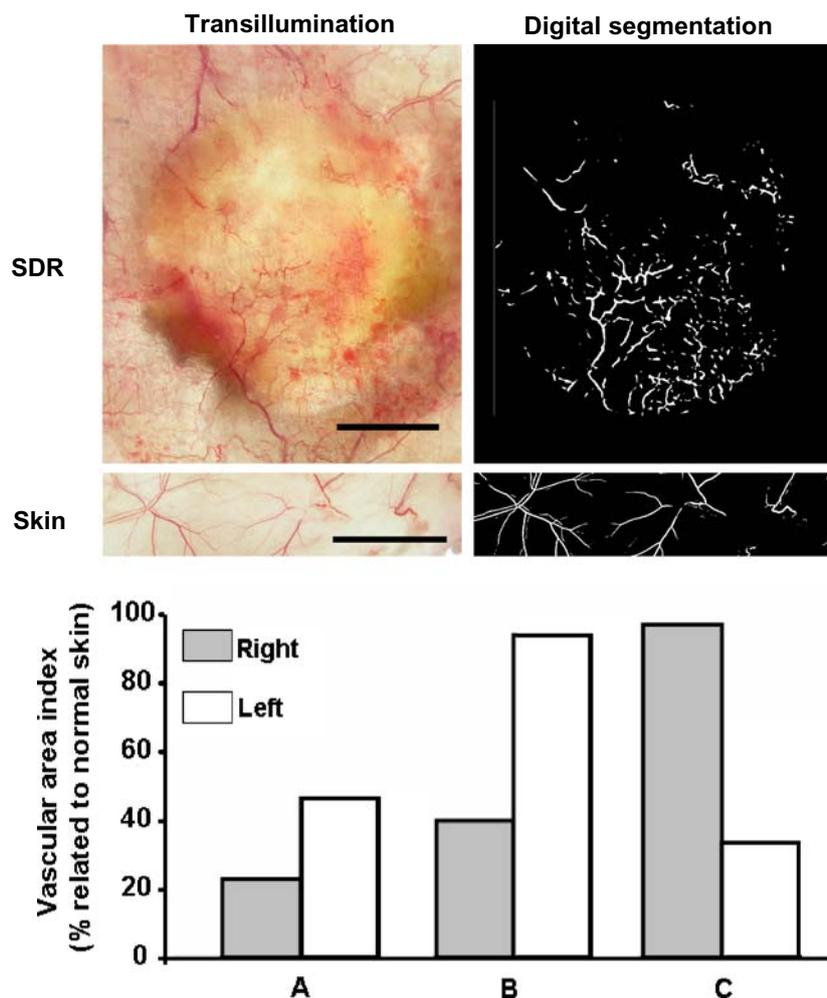 Transillumination
Digital segmentation
SDR
Skin
Vascular area index
(% related to normal skin)
100
80
60
40
20
0
Right
Left
A
B
C